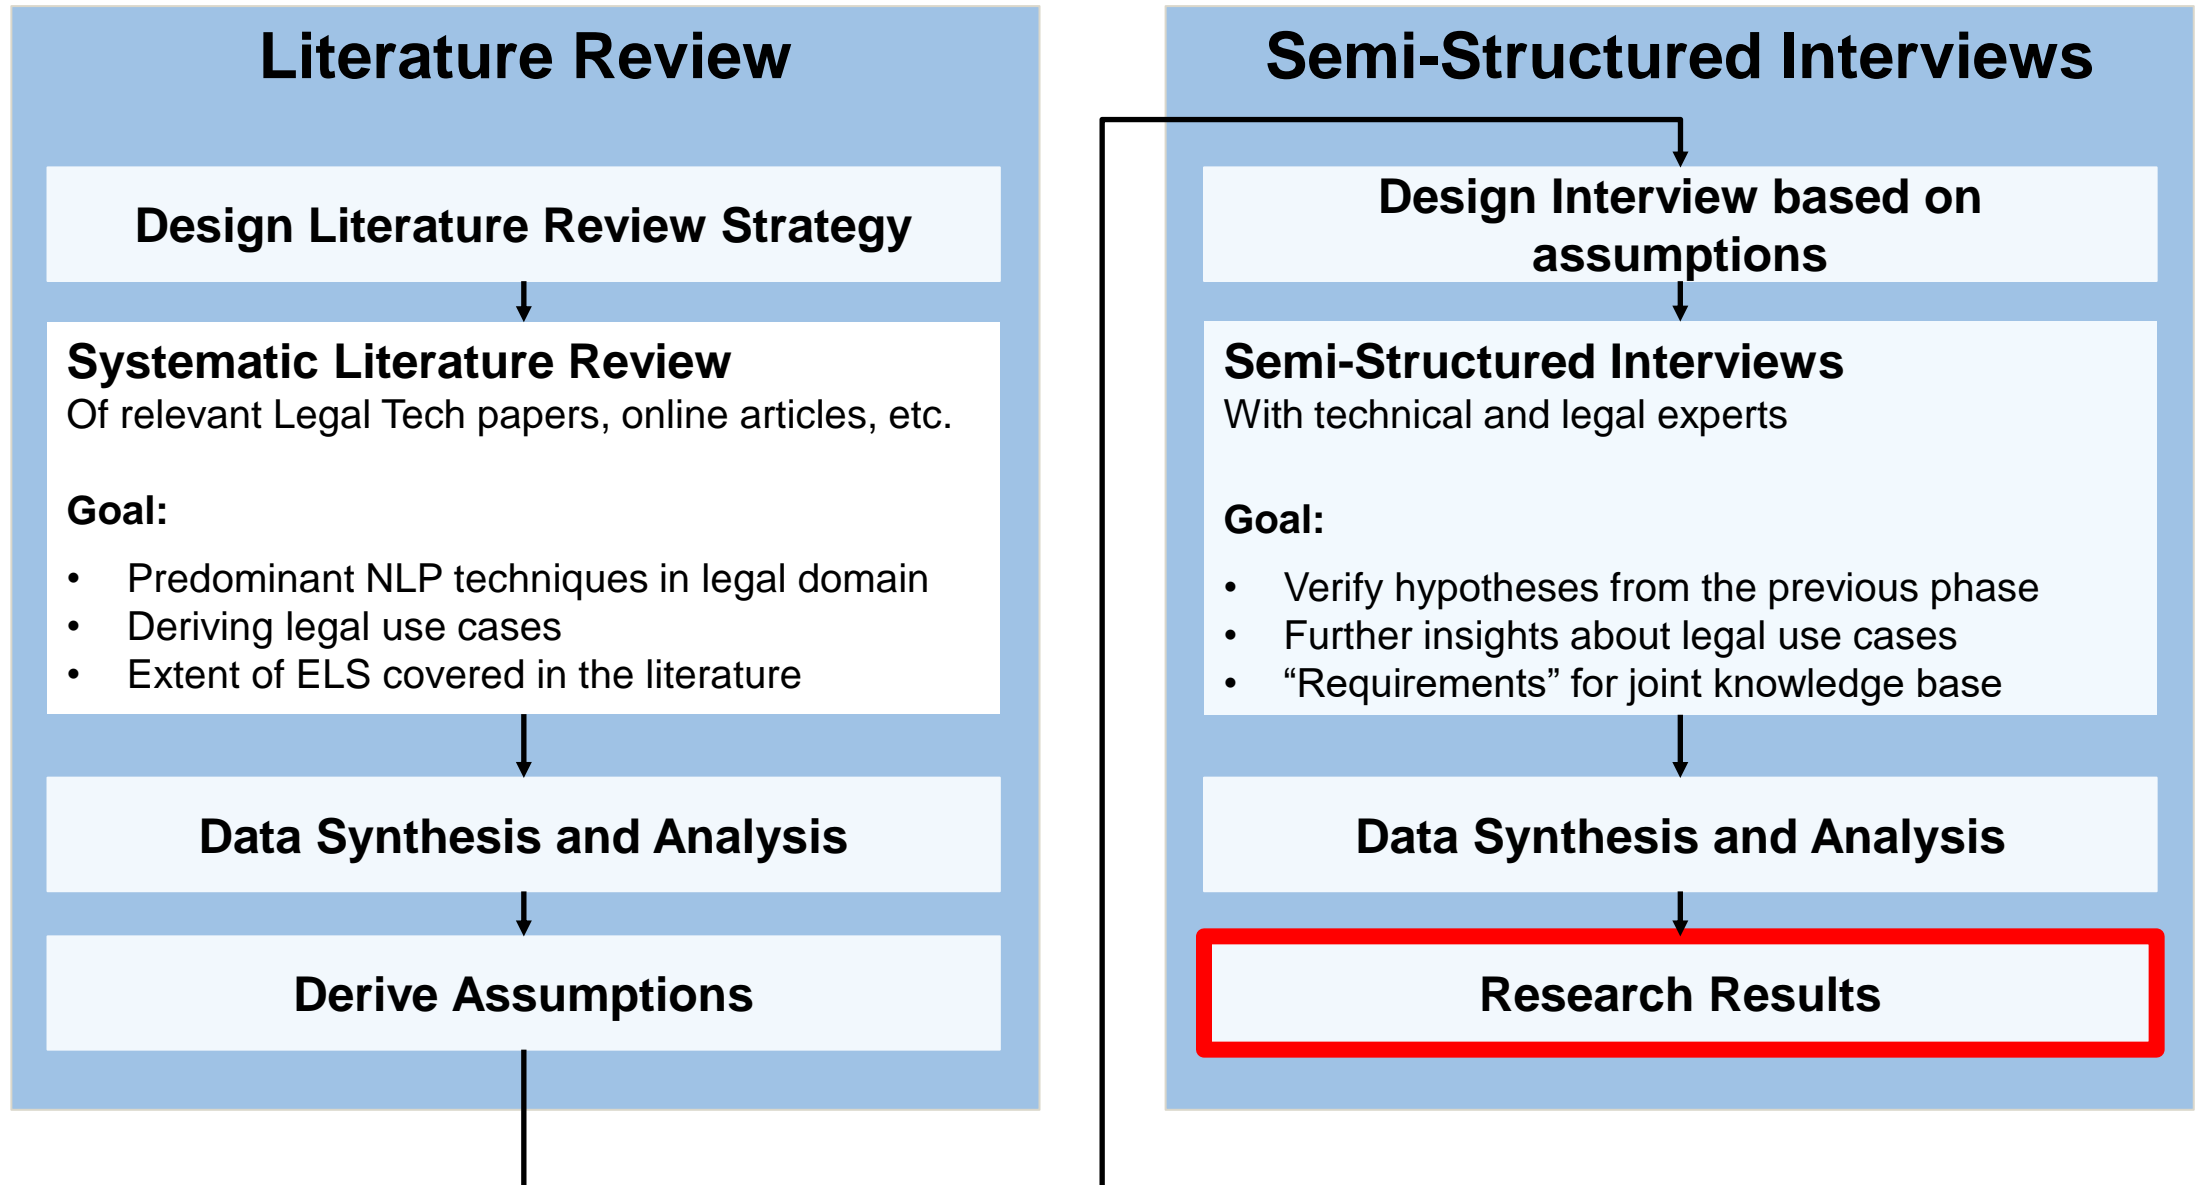 Literature Review
Design Literature Review Strategy
Systematic Literature Review
Of relevant Legal Tech papers, online articles, etc.
Goal:
• Predominant NLP techniques in legal domain
• Deriving legal use cases
• Extent of ELS covered in the literature
Data Synthesis and Analysis
Derive Assumptions
Semi-Structured Interviews
Design Interview based on
assumptions
Semi-Structured Interviews
With technical and legal experts
Goal:
• Verify hypotheses from the previous phase
• Further insights about legal use cases
• “Requirements” for joint knowledge base
Data Synthesis and Analysis
Research Results